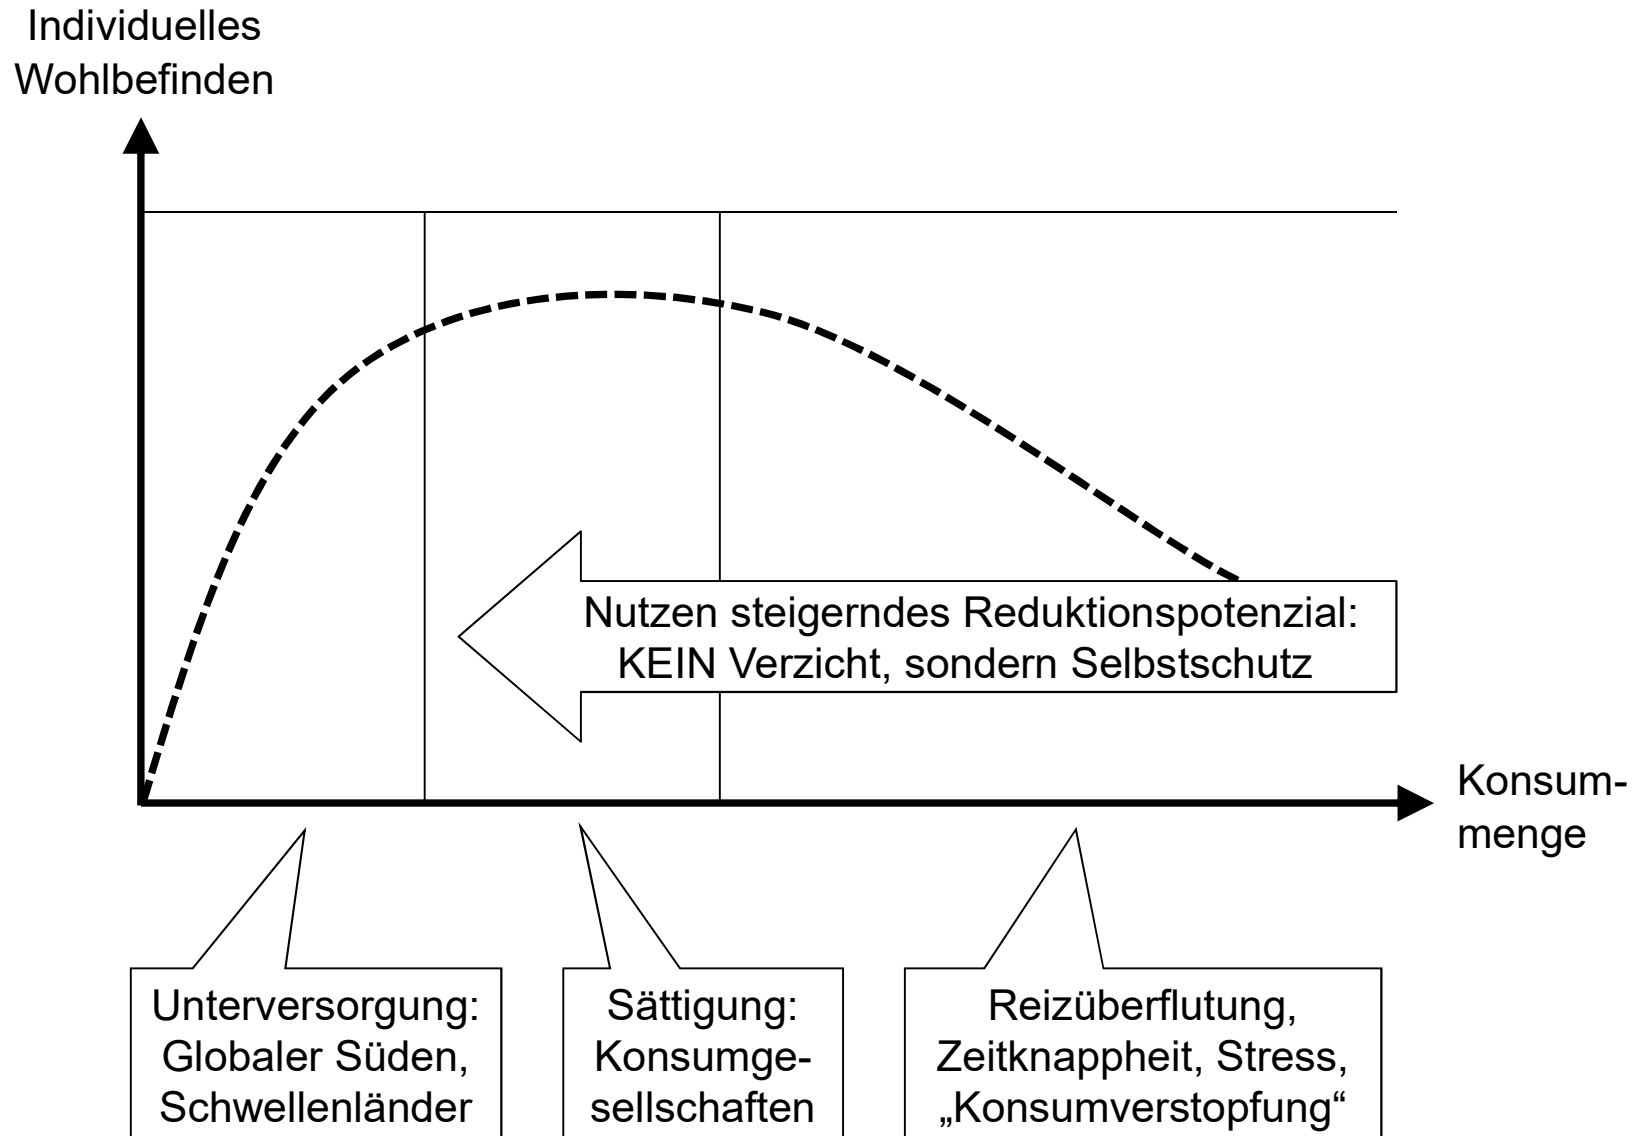 Individuelles
Wohlbefinden
Nutzen steigerndes Reduktionspotenzial:
KEIN Verzicht, sondern Selbstschutz
Konsum-
menge
Unterversorgung:
Globaler Süden,
Schwellenländer
Sättigung:
Konsumge-
sellschaften
Reizüberflutung,
Zeitknappheit, Stress,
„Konsumverstopfung“